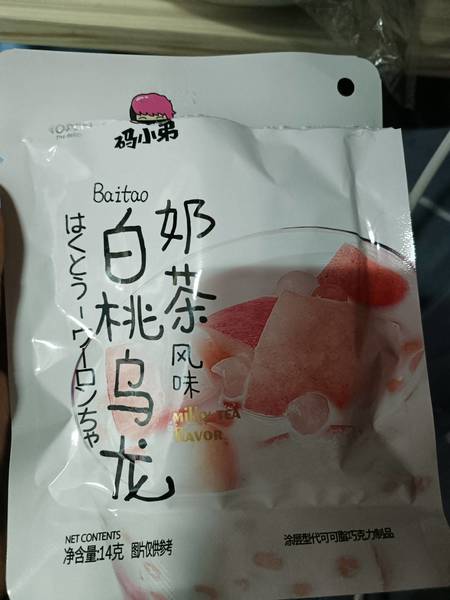 码小弟
Baitao
奶茶风味
白桃乌龙
はくとうーウーロンちゃ
MilK TEA
FLAVOR
NET CONTENTS
净含量:14克 图片仅供参考
涂层型代可可脂巧克力制品